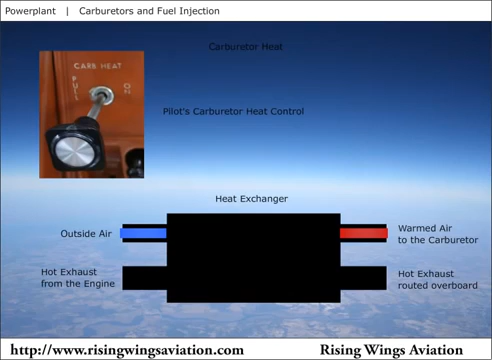 Powerplant | Carburetors and Fuel Injection
Carburetor Heat
CARB HEAT
PULL
ON
Pilot's Carburetor Heat Control
Heat Exchanger
Outside Air
Warmed Air
to the Carburetor
Hot Exhaust
from the Engine
Hot Exhaust
routed overboard
http://www.risingwingsaviation.com
Rising Wings Aviation